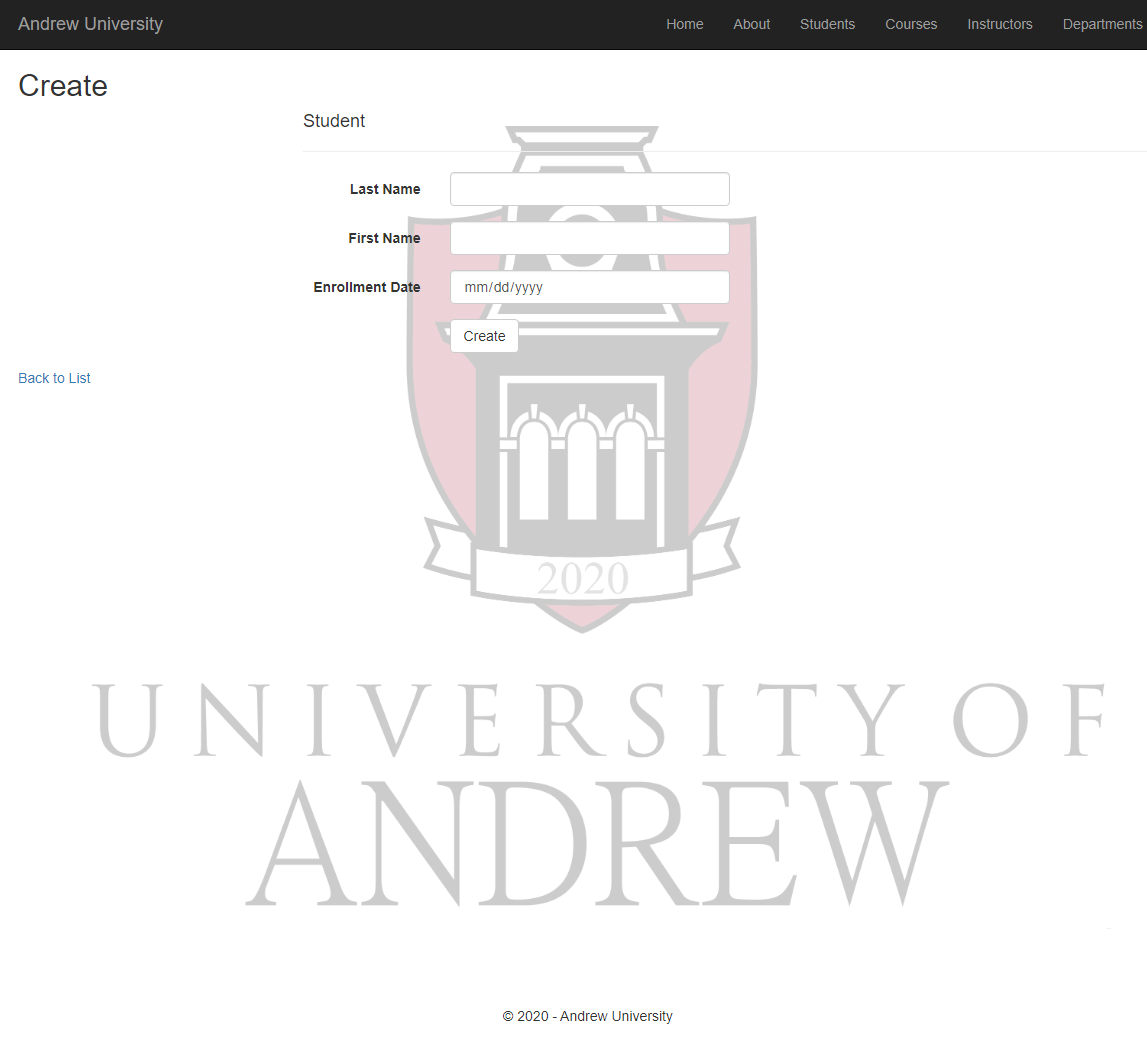 Andrew University Home About Students Courses Instructors Departments
Create
Student
Last Name
First Name
Enrollment Date mm/dd/yyyy
Create
Back to List
2020
UNIVERSITY OF
ANDREW
© 2020 - Andrew University